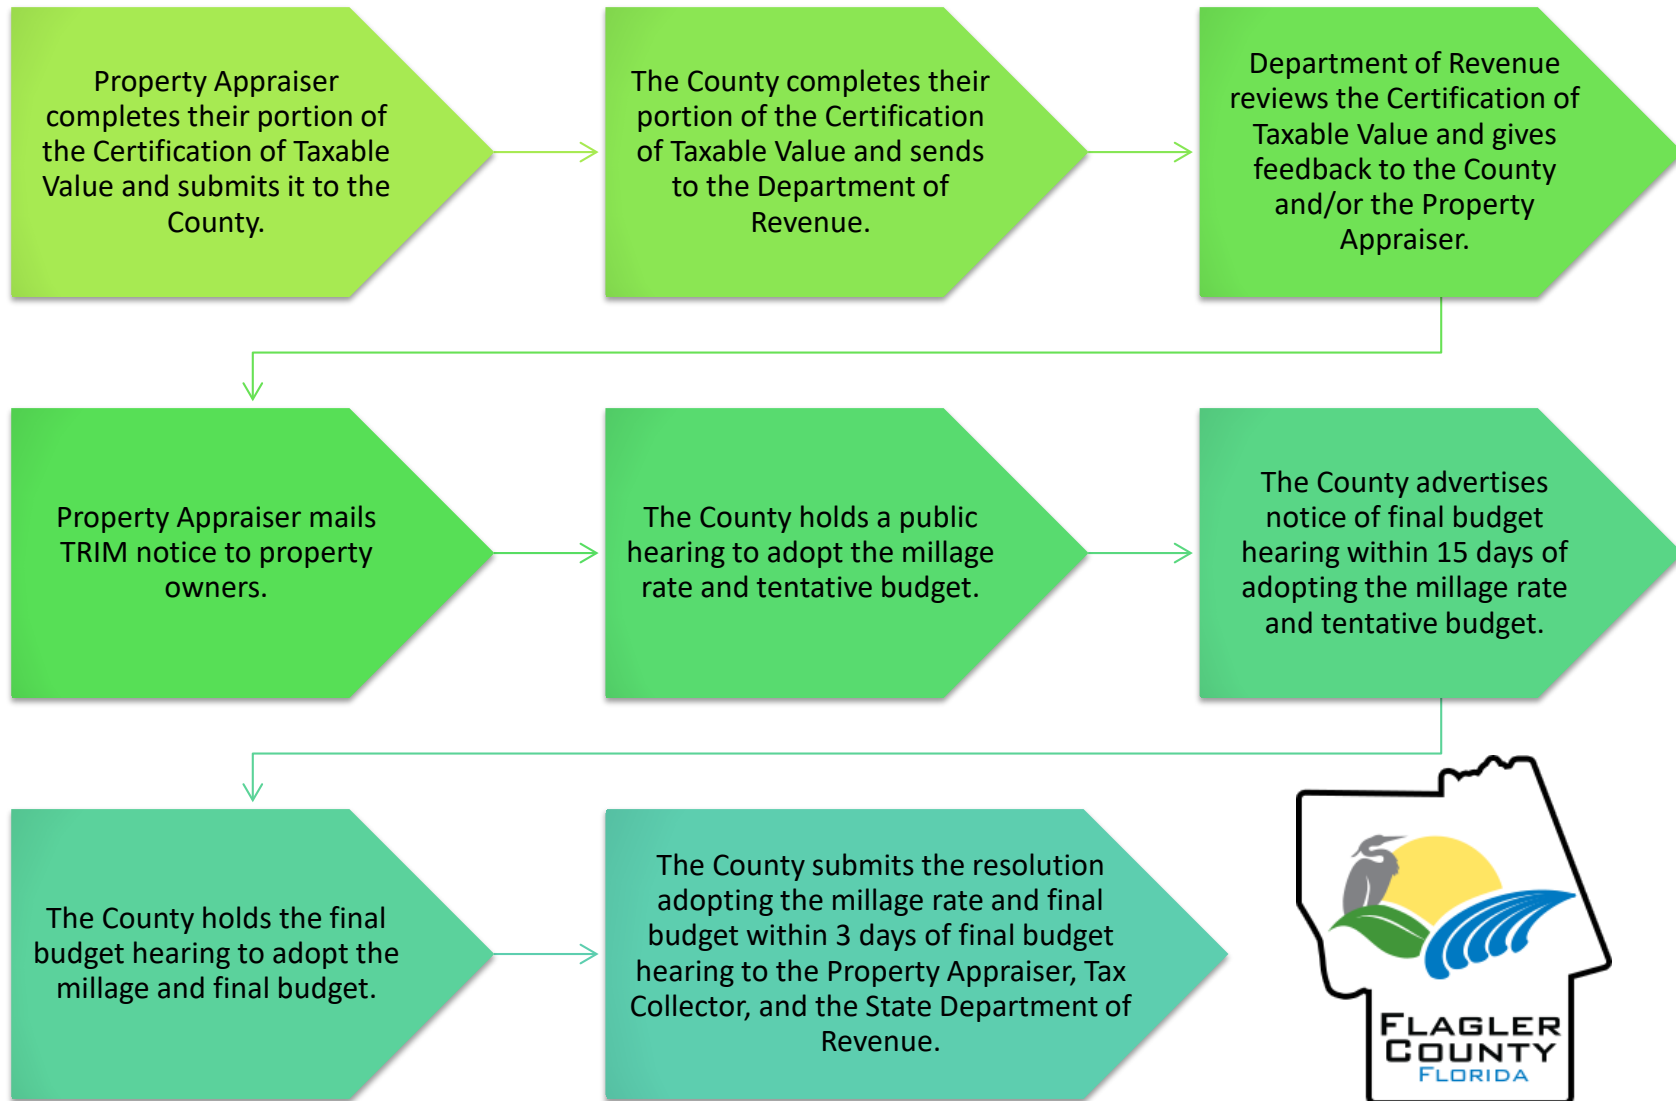 Property Appraiser
completes their portion of
the Certification of Taxable
Value and submits it to the
County.
The County completes their
portion of the Certification
of Taxable Value and sends
to the Department of
Revenue.
Department of Revenue
reviews the Certification of
Taxable Value and gives
feedback to the County
and/or the Property
Appraiser.
Property Appraiser mails
TRIM notice to property
owners.
The County holds a public
hearing to adopt the millage
rate and tentative budget.
The County advertises
notice of final budget
hearing within 15 days of
adopting the millage rate
and tentative budget.
The County holds the final
budget hearing to adopt the
millage and final budget.
The County submits the resolution
adopting the millage rate and final
budget within 3 days of final budget
hearing to the Property Appraiser, Tax
Collector, and the State Department of
Revenue.
FLAGLER
COUNTY
FLORIDA